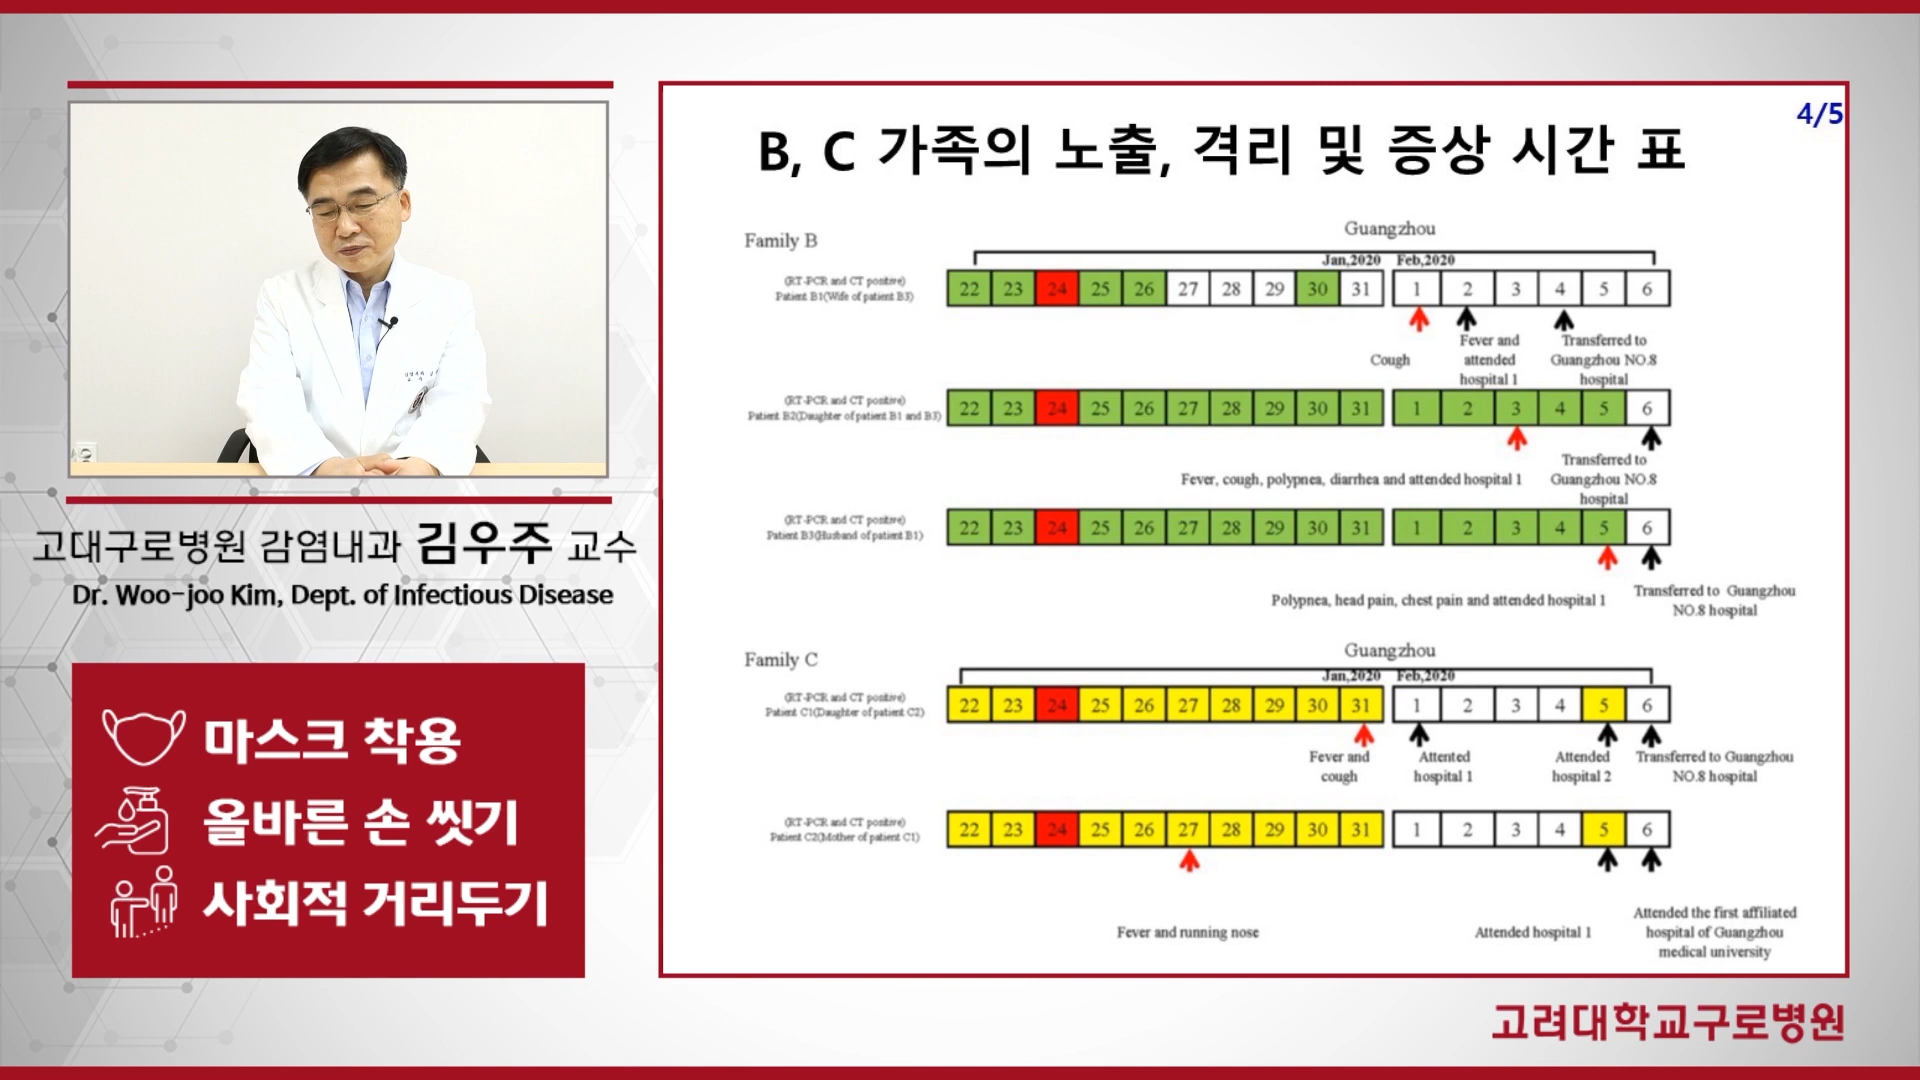 고대구로병원 감염내과 김우주 교수
Dr. Woo-joo Kim, Dept. of Infectious Disease
마스크 착용
올바른 손 씻기
사회적 거리두기
4/5
B, C 가족의 노출, 격리 및 증상 시간 표
Guangzhou
Family B
Jan,2020 Feb,2020
(RT-PCR and CT positive)
Patient B1(Wife of patient B3)
22 23 24 25 26 27 28 29 30 31 1 2 3 4 5 6
Cough
Fever and
attended
hospital 1
Transferred to
Guangzhou NO.8
hospital
(RT-PCR and CT positive)
Patient B2(Daughter of patient B1 and B3)
22 23 24 25 26 27 28 29 30 31 1 2 3 4 5 6
Fever, cough, polypnea, diarrhea and attended hospital 1
Transferred to
Guangzhou NO.8
hospital
(RT-PCR and CT positive)
Patient B3(Husband of patient B1)
22 23 24 25 26 27 28 29 30 31 1 2 3 4 5 6
Polypnea, head pain, chest pain and attended hospital 1
Transferred to Guangzhou
NO.8 hospital
Guangzhou
Family C
Jan,2020 Feb,2020
(RT-PCR and CT positive)
Patient C1(Daughter of patient C2)
22 23 24 25 26 27 28 29 30 31 1 2 3 4 5 6
Fever and
cough
Attented
hospital 1
Attended
hospital 2
Transferred to Guangzhou
NO.8 hospital
(RT-PCR and CT positive)
Patient C2(Mother of patient C1)
22 23 24 25 26 27 28 29 30 31 1 2 3 4 5 6
Fever and running nose
Attended hospital 1
Attended the first affiliated
hospital of Guangzhou
medical university
고려대학교구로병원